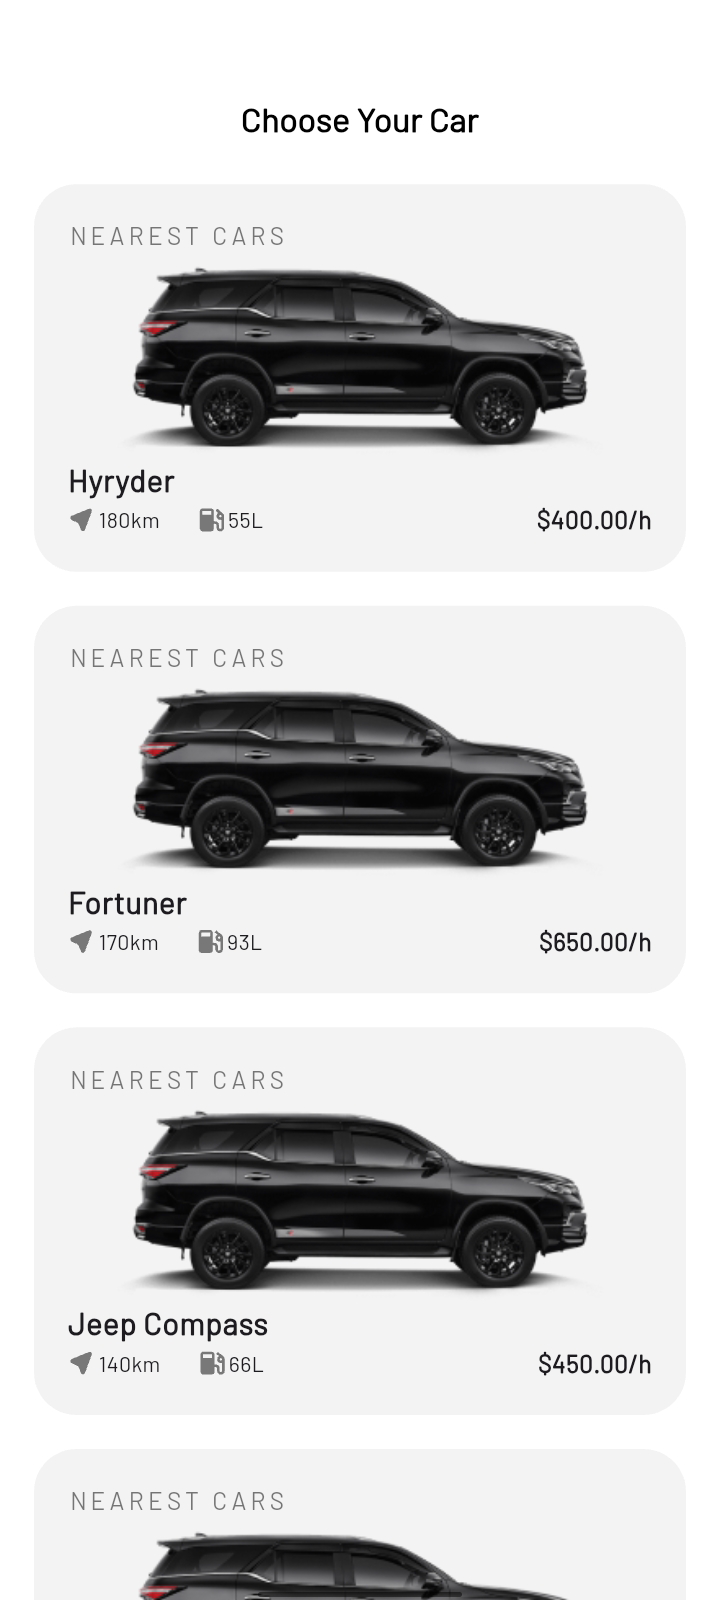 Choose Your Car
NEAREST CARS
Hyryder
180km 55L $400.00/h
NEAREST CARS
Fortuner
170km 93L $650.00/h
NEAREST CARS
Jeep Compass
140km 66L $450.00/h
NEAREST CARS